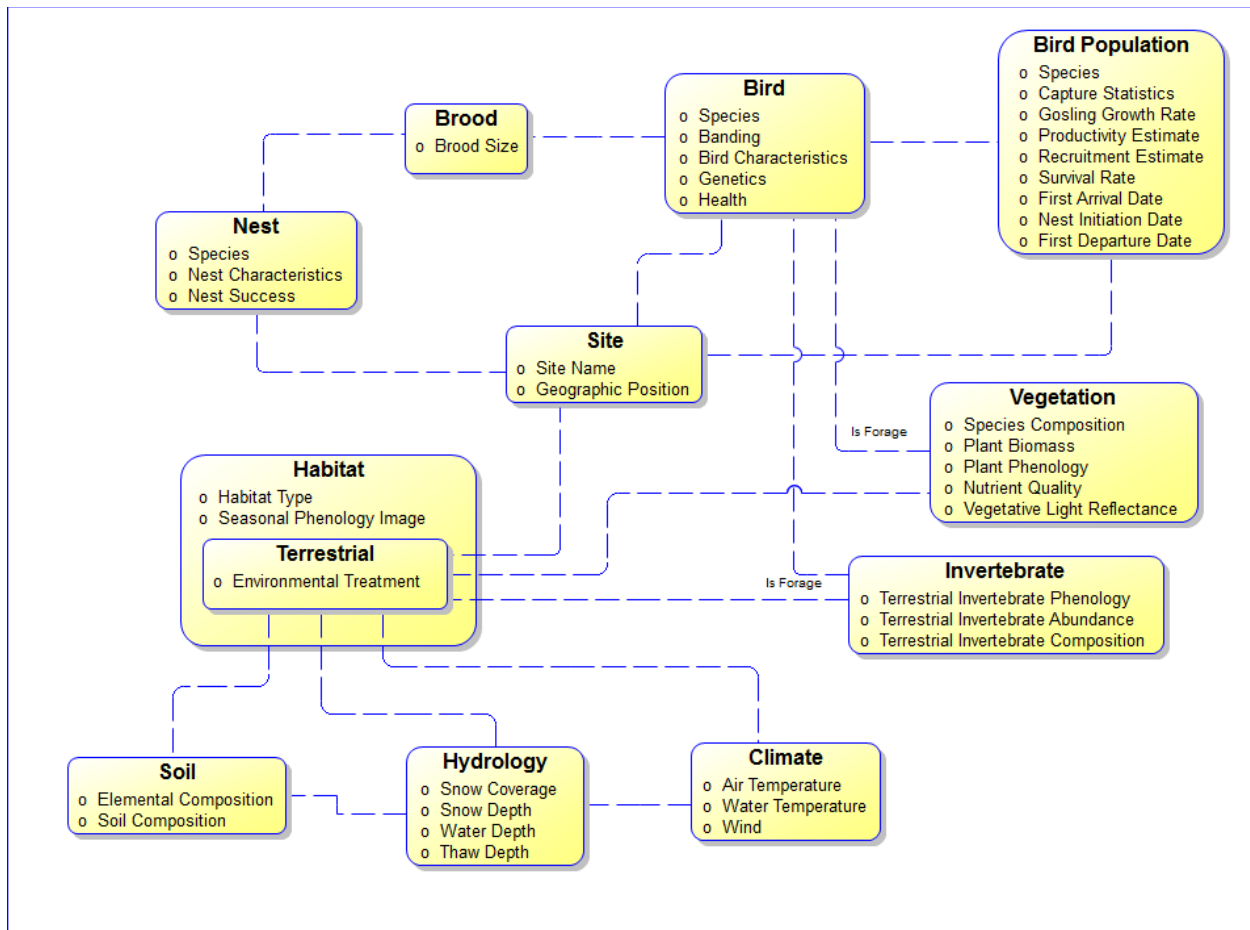 Bird Population
o Species
o Capture Statistics
o Gosling Growth Rate
o Productivity Estimate
o Recruitment Estimate
o Survival Rate
o First Arrival Date
o Nest Initiation Date
o First Departure Date
Bird
o Species
o Banding
o Bird Characteristics
o Genetics
o Health
Brood
o Brood Size
Nest
o Species
o Nest Characteristics
o Nest Success
Site
o Site Name
o Geographic Position
Vegetation
o Species Composition
o Plant Biomass
o Plant Phenology
o Nutrient Quality
o Vegetative Light Reflectance
Is Forage
Habitat
o Habitat Type
o Seasonal Phenology Image
Terrestrial
o Environmental Treatment
Is Forage
Invertebrate
o Terrestrial Invertebrate Phenology
o Terrestrial Invertebrate Abundance
o Terrestrial Invertebrate Composition
Soil
o Elemental Composition
o Soil Composition
Hydrology
o Snow Coverage
o Snow Depth
o Water Depth
o Thaw Depth
Climate
o Air Temperature
o Water Temperature
o Wind